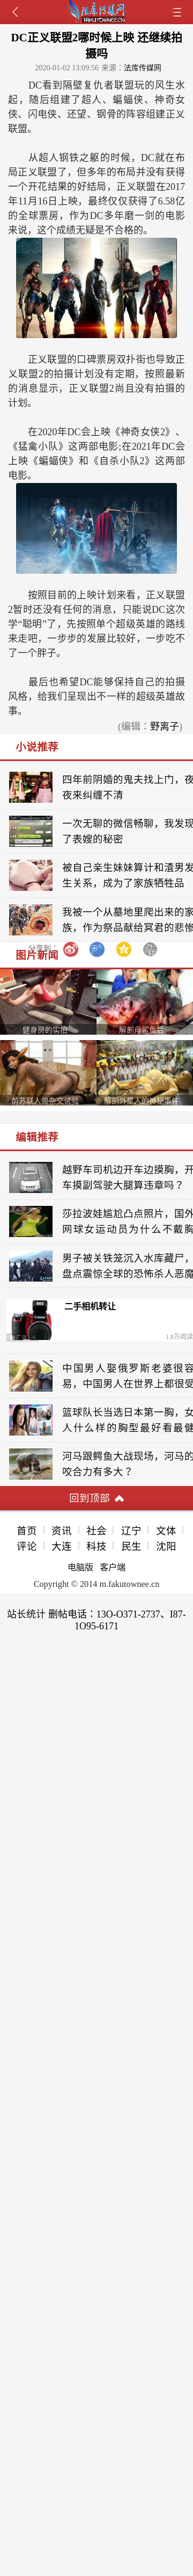 法库传媒网
FAKUTOWNEE.CN
DC正义联盟2哪时候上映 还继续拍
摄吗
2020-01-02 13:09:56 来源：法库传媒网
DC看到隔壁复仇者联盟玩的风生水
起，随后组建了超人、蝙蝠侠、神奇女
侠、闪电侠、还望、钢骨的阵容组建正义
联盟。
从超人钢铁之躯的时候，DC就在布
局正义联盟了，但多年的布局并没有获得
一个开花结果的好结局，正义联盟在2017
年11月16日上映，最终仅仅获得了6.58亿
的全球票房，作为DC多年磨一剑的电影
来说，这个成绩无疑是不合格的。
正义联盟的口碑票房双扑街也导致正
义联盟2的拍摄计划没有定期，按照最新
的消息显示，正义联盟2尚且没有拍摄的
计划。
在2020年DC会上映《神奇女侠2》、
《猛禽小队》这两部电影;在2021年DC会
上映《蝙蝠侠》和《自杀小队2》这两部
电影。
按照目前的上映计划来看，正义联盟
2暂时还没有任何的消息，只能说DC这次
学“聪明”了，先按照单个超级英雄的路线
来走吧，一步步的发展比较好，一步吃不
了一个胖子。
最后也希望DC能够保持自己的拍摄
风格，给我们呈现出不一样的超级英雄故
事。
(编辑：野离子)
小说推荐
四年前阴婚的鬼夫找上门，夜
夜来纠缠不清
一次无聊的微信畅聊，我发现
了表嫂的秘密
被自己亲生妹妹算计和渣男发
生关系，成为了家族牺牲品
我被一个从墓地里爬出来的家
族，作为祭品献给冥君的悲惨
分享到：
图片新闻
健身房的实拍
解剖母鲨鱼后
前苏联人兽杂交试验
解剖外星人的神秘事件
编辑推荐
越野车司机边开车边摸胸，开
车摸副驾驶大腿算违章吗？
莎拉波娃尴尬凸点照片，国外
网球女运动员为什么不戴胸
男子被关铁笼沉入水库藏尸，
盘点震惊全球的恐怖杀人恶魔
二手相机转让
1.8万阅读
中国男人娶俄罗斯老婆很容
易，中国男人在世界上都很受
篮球队长当选日本第一胸，女
人什么样的胸型最好看最健
河马跟鳄鱼大战现场，河马的
咬合力有多大？
回到顶部
首页 资讯 社会 辽宁 文体
评论 大连 科技 民生 沈阳
电脑版 客户端
Copyright © 2014 m.fakutownee.cn
站长统计 删帖电话：13O-O371-2737、I87-
1O95-6171